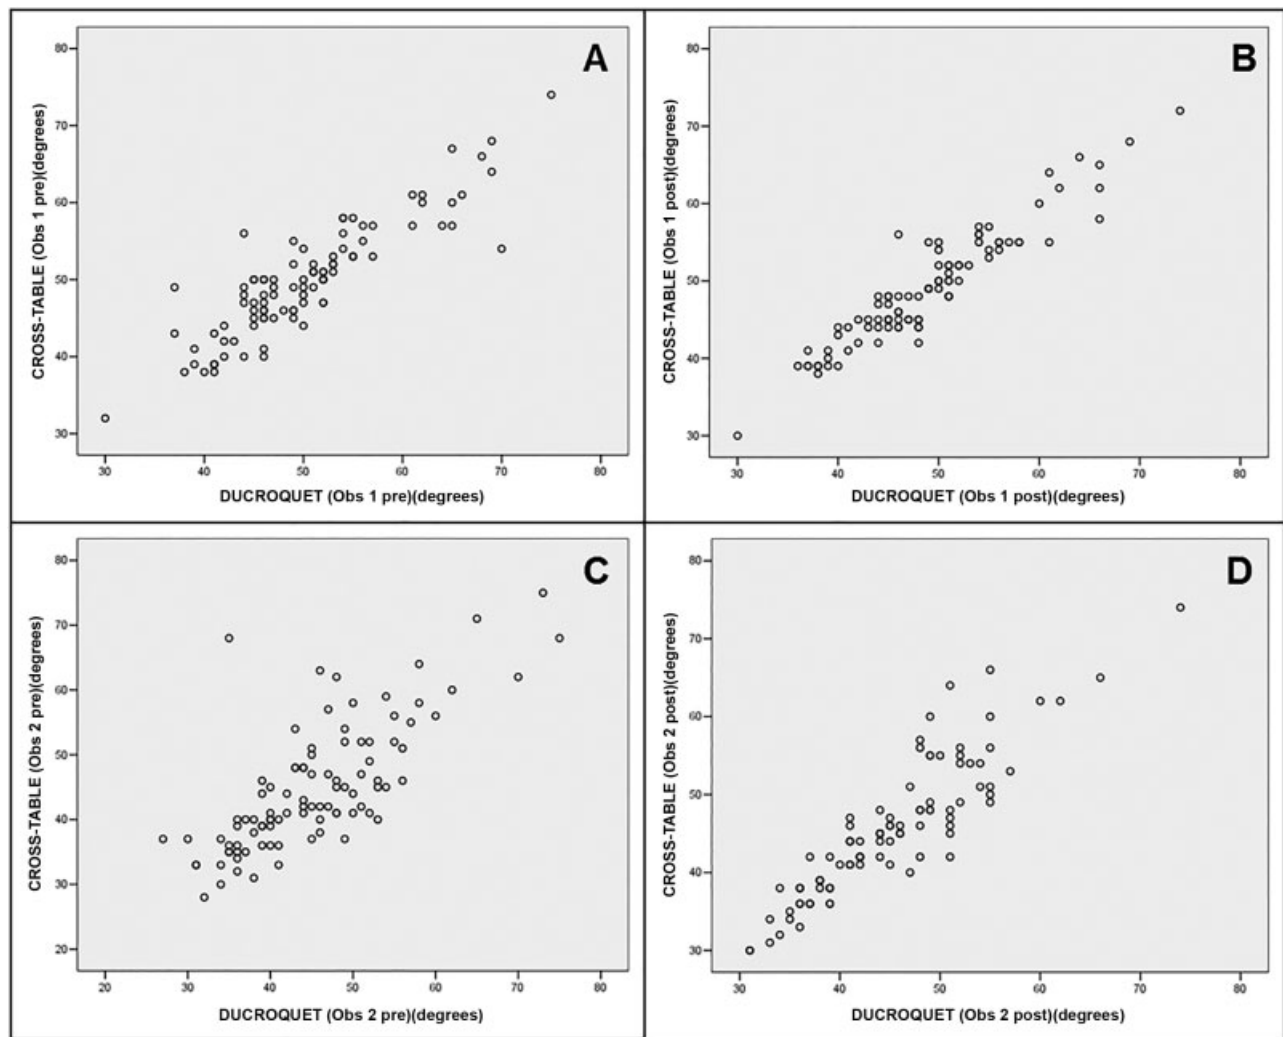 A
CROSS-TABLE (Obs 1 pre)(degrees)
80
70
60
50
40
30
30 40 50 60 70 80
DUCROQUET (Obs 1 pre)(degrees)
B
CROSS-TABLE (Obs 1 post)(degrees)
80
70
60
50
40
30
30 40 50 60 70 80
DUCROQUET (Obs 1 post)(degrees)
C
CROSS-TABLE (Obs 2 pre)(degrees)
80
70
60
50
40
30
20
20 30 40 50 60 70 80
DUCROQUET (Obs 2 pre)(degrees)
D
CROSS-TABLE (Obs 2 post)(degrees)
80
70
60
50
40
30
30 40 50 60 70 80
DUCROQUET (Obs 2 post)(degrees)